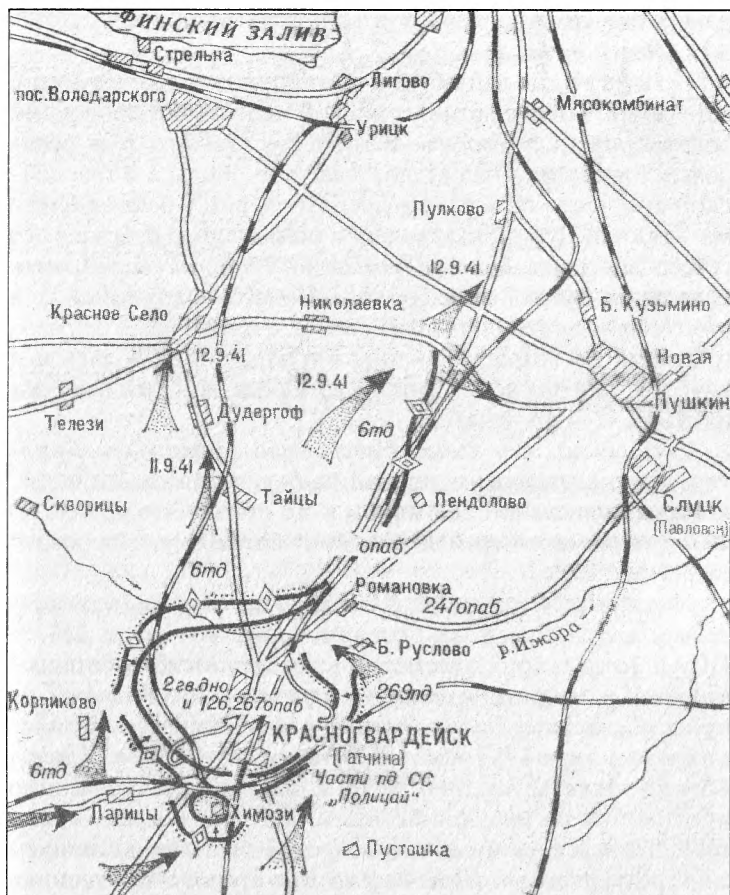 ФИНСКИЙ ЗАЛИВ
Стрельна
Лигово
пос. Володарского
Мясокомбинат
Урицк
Пулково
12.9.41
Николаевка
Б. Кузьмино
Красное Село
Новая
12.9.41
12.9.41
Пушкин
Дудергоф
6тд
Телези
11.9.41
Слуцк
(Павловск)
Скворицы
Тайцы
Пендолово
опаб
6тд
Романовка
247опаб
р. Ижора
Б. Руслово
2 гв.дно
и 126, 267опаб
269пд
Корпиково
КРАСНОГВАРДЕЙСК
(Гатчина)
Части пд СС
„Полицай"
6тд
Парицы
Химози
Пустошка